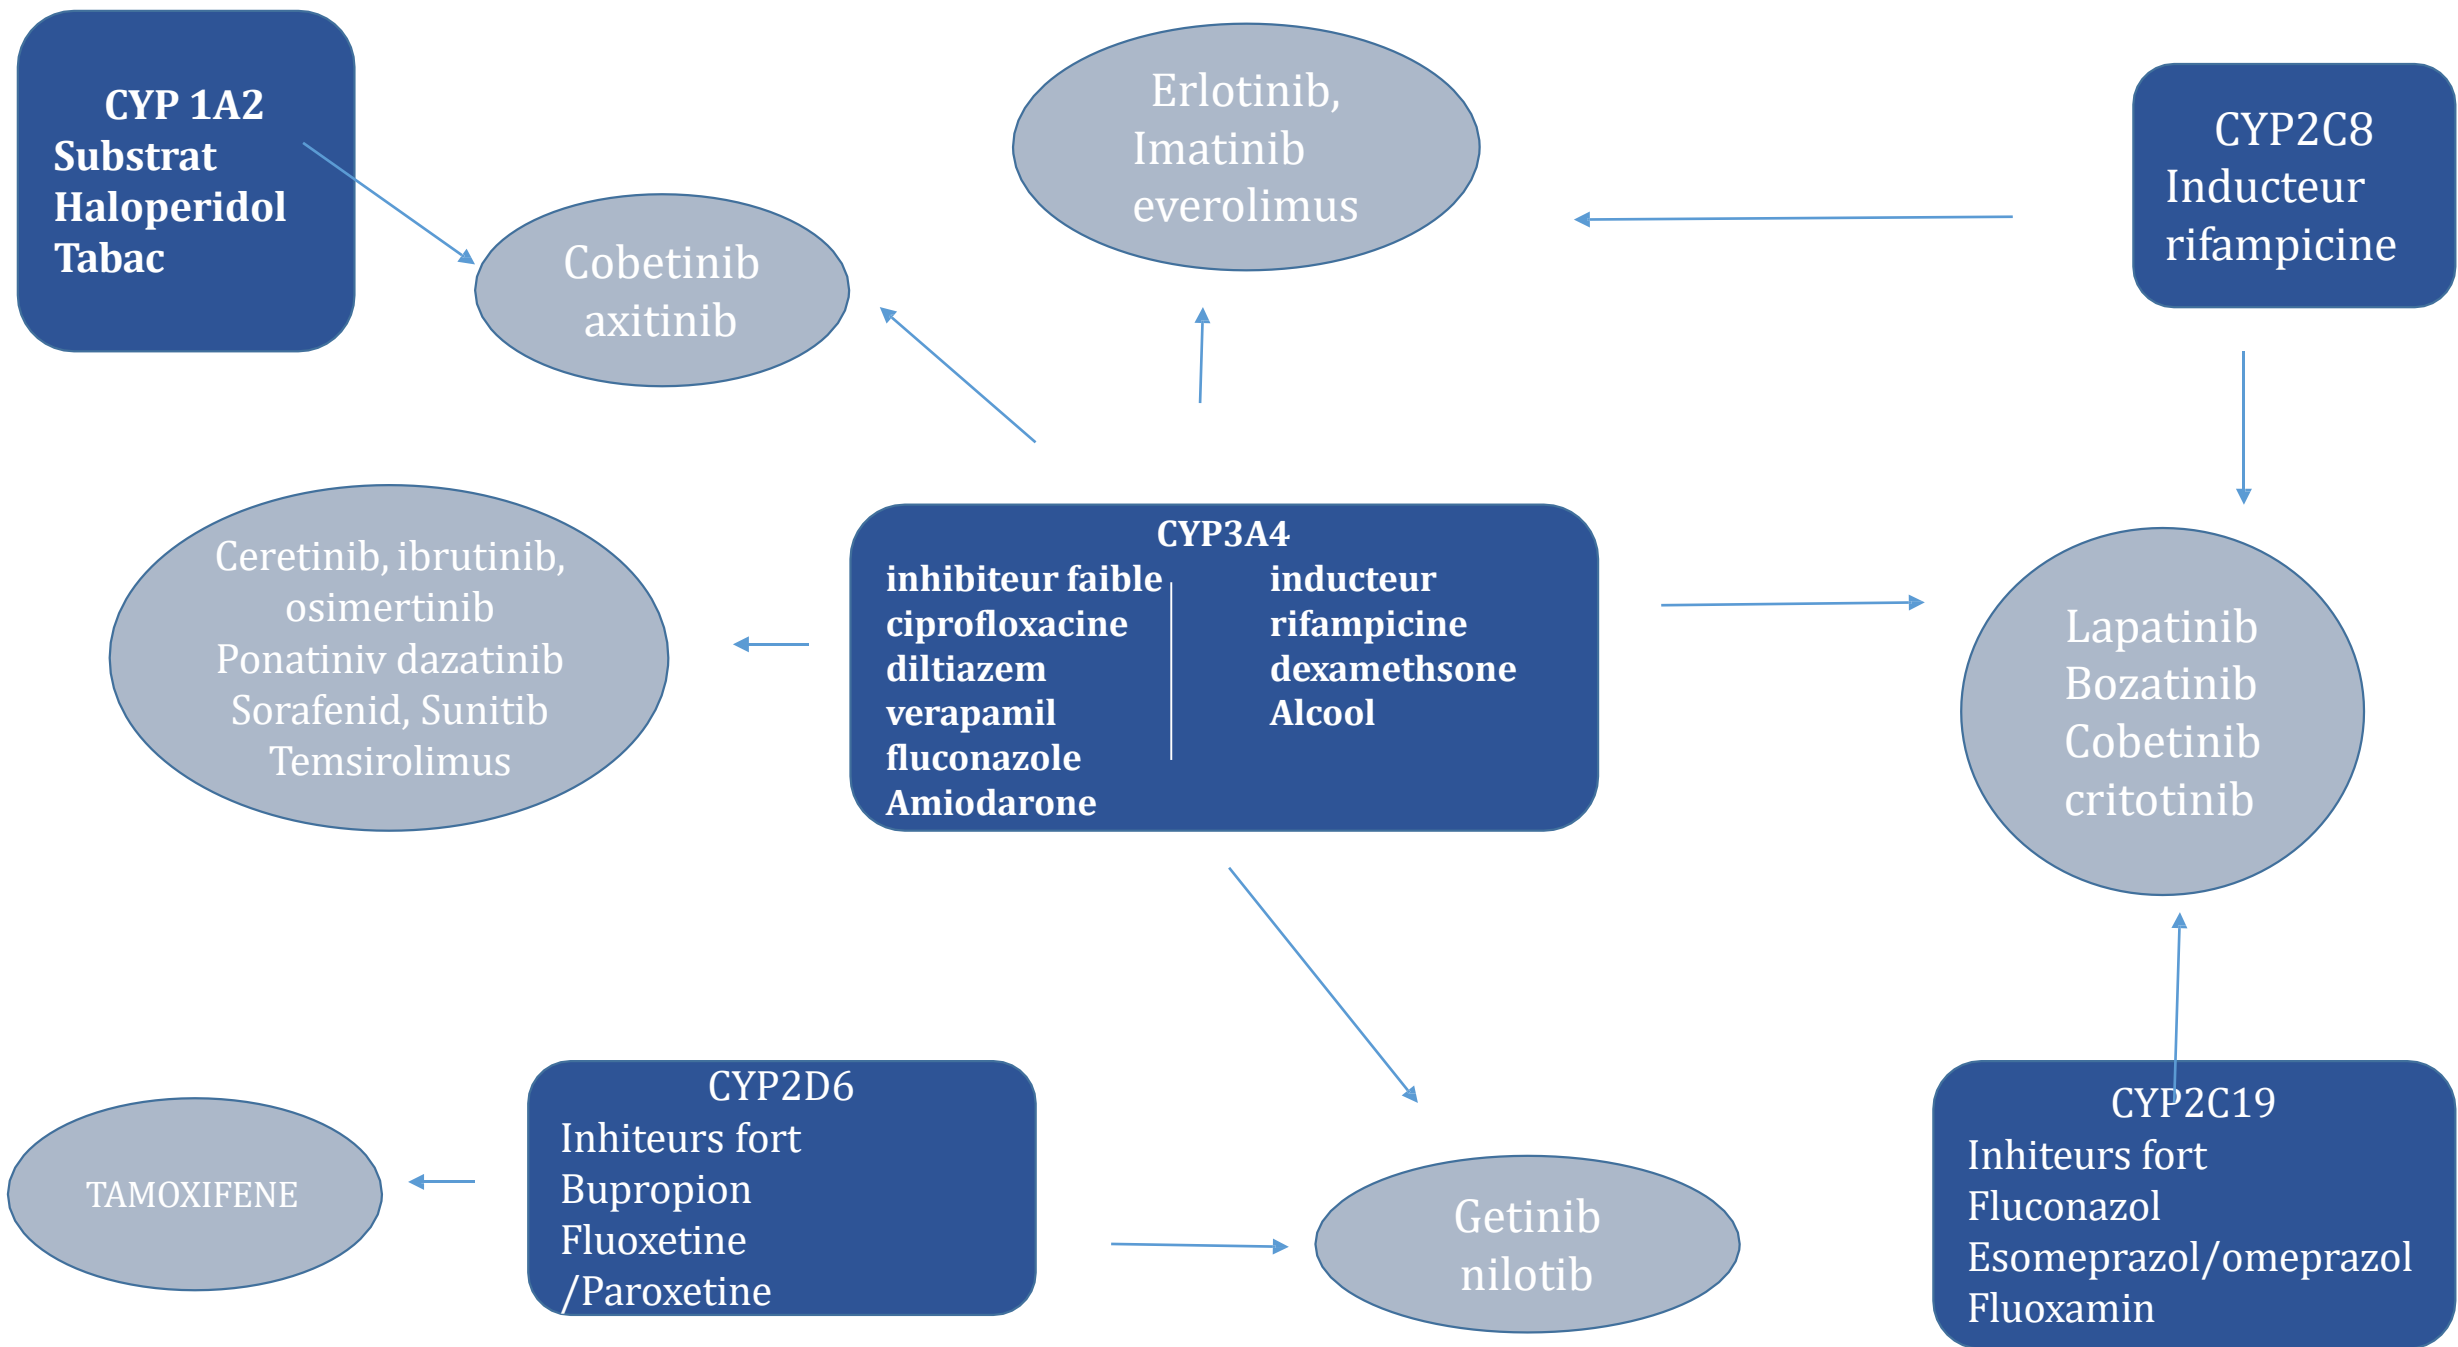 CYP 1A2
Substrat
Haloperidol
Tabac
Cobetinib
axitinib
Erlotinib,
Imatinib
everolimus
CYP2C8
Inducteur
rifampicine
Ceretinib, ibrutinib,
osimertinib
Ponatiniv dazatinib
Sorafenid, Sunitib
Temsirolimus
CYP3A4
inhibiteur faible
ciprofloxacine
diltiazem
verapamil
fluconazole
Amiodarone
inducteur
rifampicine
dexamethsone
Alcool
Lapatinib
Bozatinib
Cobetinib
critotinib
TAMOXIFENE
CYP2D6
Inhiteurs fort
Bupropion
Fluoxetine
/Paroxetine
Getinib
nilotib
CYP2C19
Inhiteurs fort
Fluconazol
Esomeprazol/omeprazol
Fluoxamin